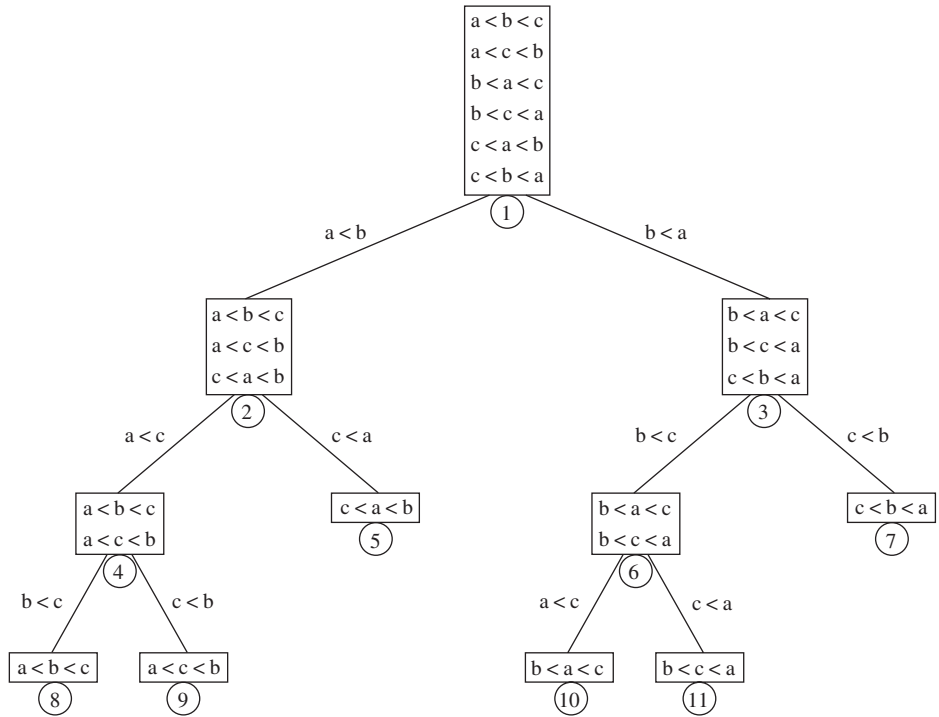 a < b < c
a < c < b
b < a < c
b < c < a
c < a < b
c < b < a
1
a < b
b < a
a < b < c
a < c < b
c < a < b
2
b < a < c
b < c < a
c < b < a
3
a < c
c < a
b < c
c < b
a < b < c
a < c < b
4
c < a < b
5
b < a < c
b < c < a
6
c < b < a
7
b < c
c < b
a < c
c < a
a < b < c
8
a < c < b
9
b < a < c
10
b < c < a
11